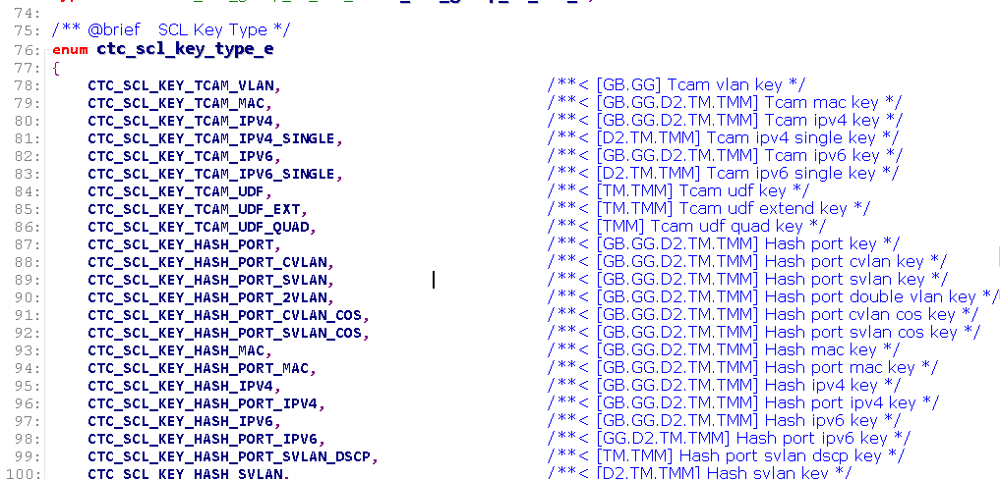 74:
75: /** @brief   SCL Key Type */
76: enum ctc_scl_key_type_e
77: {
78:     CTC_SCL_KEY_TCAM_VLAN,                              /**< [GB.GG] Tcam vlan key */
79:     CTC_SCL_KEY_TCAM_MAC,                               /**< [GB.GG.D2.TM.TMM] Tcam mac key */
80:     CTC_SCL_KEY_TCAM_IPV4,                              /**< [GB.GG.D2.TM.TMM] Tcam ipv4 key */
81:     CTC_SCL_KEY_TCAM_IPV4_SINGLE,                       /**< [D2.TM.TMM] Tcam ipv4 single key */
82:     CTC_SCL_KEY_TCAM_IPV6,                              /**< [GB.GG.D2.TM.TMM] Tcam ipv6 key */
83:     CTC_SCL_KEY_TCAM_IPV6_SINGLE,                       /**< [D2.TM.TMM] Tcam ipv6 single key */
84:     CTC_SCL_KEY_TCAM_UDF,                               /**< [TM.TMM] Tcam udf key */
85:     CTC_SCL_KEY_TCAM_UDF_EXT,                           /**< [TM.TMM] Tcam udf extend key */
86:     CTC_SCL_KEY_TCAM_UDF_QUAD,                          /**< [TMM] Tcam udf quad key */
87:     CTC_SCL_KEY_HASH_PORT,                              /**< [GB.GG.D2.TM.TMM] Hash port key */
88:     CTC_SCL_KEY_HASH_PORT_CVLAN,                        /**< [GB.GG.D2.TM.TMM] Hash port cvlan key */
89:     CTC_SCL_KEY_HASH_PORT_SVLAN,                        /**< [GB.GG.D2.TM.TMM] Hash port svlan key */
90:     CTC_SCL_KEY_HASH_PORT_2VLAN,                        /**< [GB.GG.D2.TM.TMM] Hash port double vlan key */
91:     CTC_SCL_KEY_HASH_PORT_CVLAN_COS,                    /**< [GB.GG.D2.TM.TMM] Hash port cvlan cos key */
92:     CTC_SCL_KEY_HASH_PORT_SVLAN_COS,                    /**< [GB.GG.D2.TM.TMM] Hash port svlan cos key */
93:     CTC_SCL_KEY_HASH_MAC,                               /**< [GB.GG.D2.TM.TMM] Hash mac key */
94:     CTC_SCL_KEY_HASH_PORT_MAC,                          /**< [GB.GG.D2.TM.TMM] Hash port mac key */
95:     CTC_SCL_KEY_HASH_IPV4,                              /**< [GB.GG.D2.TM.TMM] Hash ipv4 key */
96:     CTC_SCL_KEY_HASH_PORT_IPV4,                         /**< [GB.GG.D2.TM.TMM] Hash port ipv4 key */
97:     CTC_SCL_KEY_HASH_IPV6,                              /**< [GB.GG.D2.TM.TMM] Hash ipv6 key */
98:     CTC_SCL_KEY_HASH_PORT_IPV6,                         /**< [GG.D2.TM.TMM] Hash port ipv6 key */
99:     CTC_SCL_KEY_HASH_PORT_SVLAN_DSCP,                   /**< [TM.TMM] Hash port svlan dscp key */
100:     CTC_SCL_KEY_HASH_SVLAN,                            /**< [D2.TM.TMM] Hash svlan key */